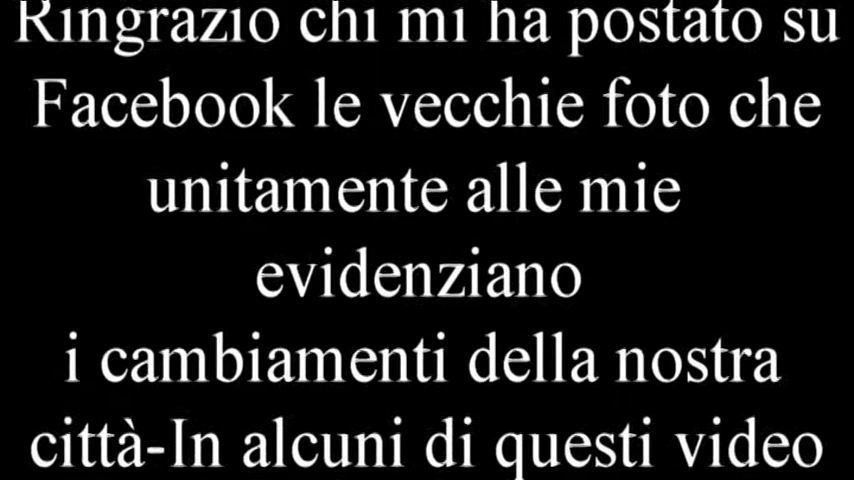 Ringrazio chi mi ha postato su
Facebook le vecchie foto che
unitamente alle mie
evidenziano
i cambiamenti della nostra
città-In alcuni di questi video